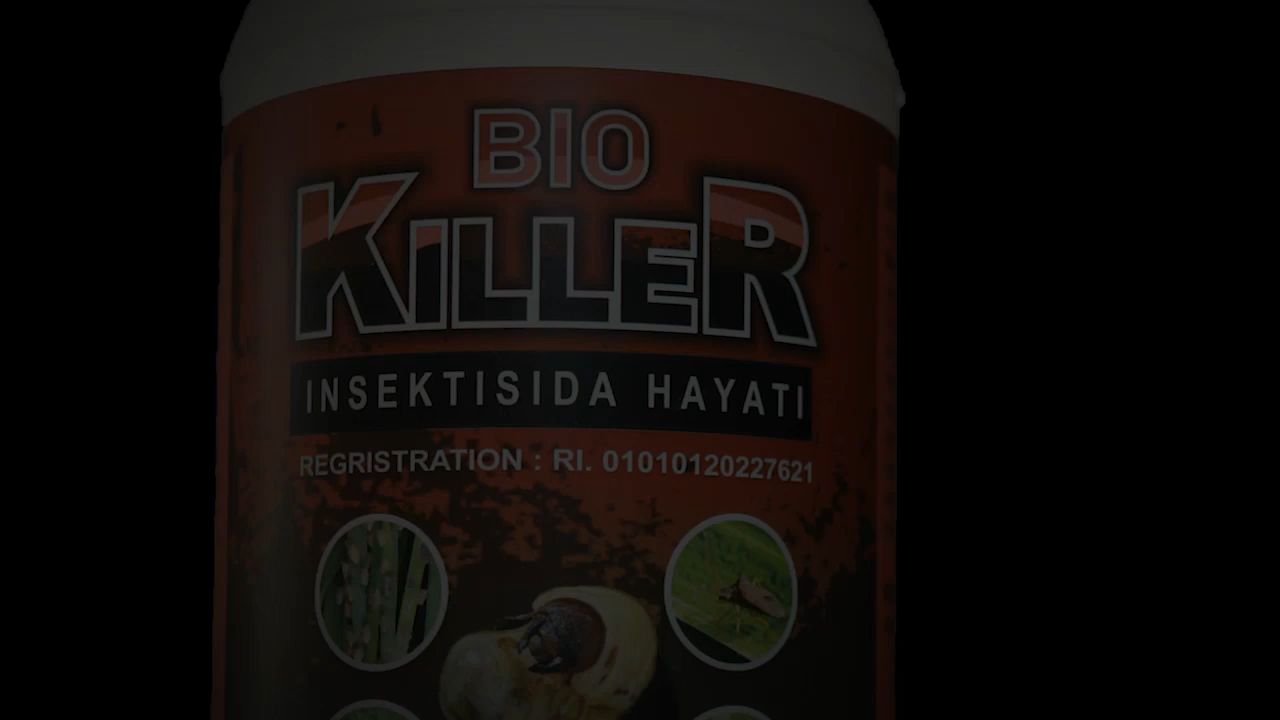 BIO
KILLER
INSEKTISIDA HAYATI
REGRISTRATION : RI. 01010120227621